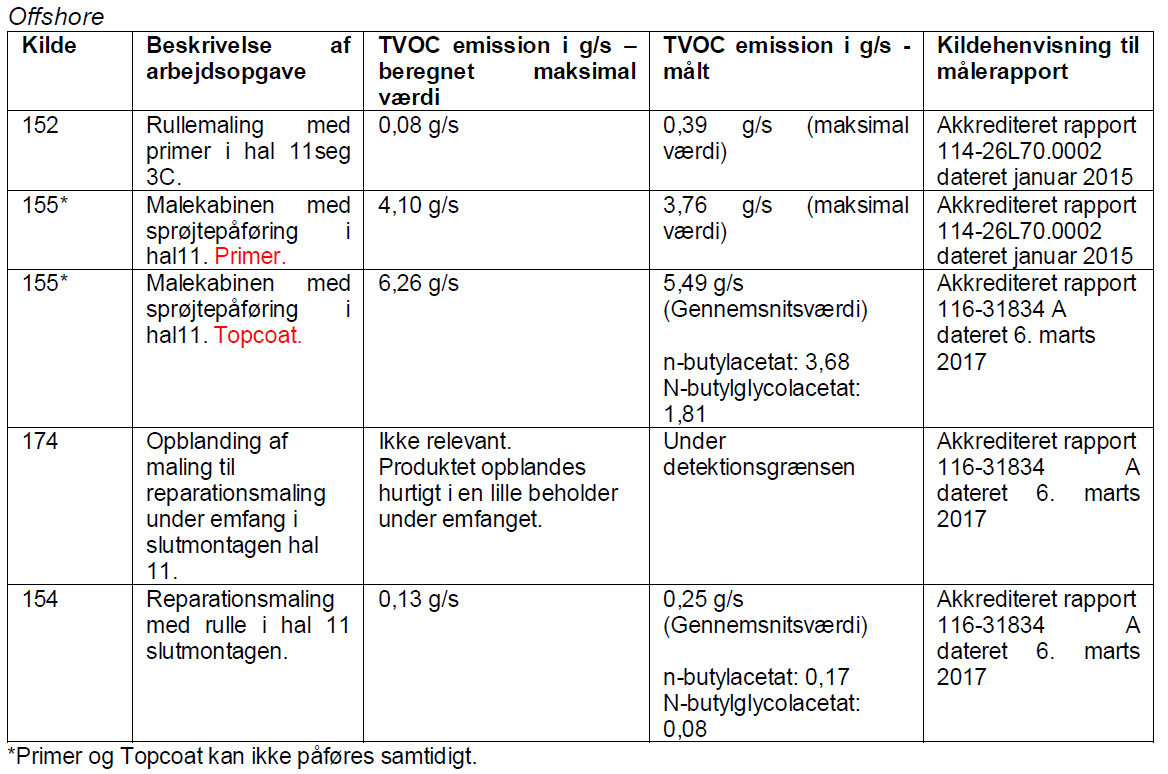 Offshore
Kilde
Beskrivelse af
arbejdsopgave
TVOC emission i g/s –
beregnet maksimal
værdi
TVOC emission i g/s -
målt
Kildehenvisning til
målerapport
152
Rullemaling med
primer i hal 11seg
3C.
0,08 g/s
0,39 g/s (maksimal
værdi)
Akkrediteret rapport
114-26L70.0002
dateret januar 2015
155*
Malekabinen med
sprøjtepåføring i
hal11. Primer.
4,10 g/s
3,76 g/s (maksimal
værdi)
Akkrediteret rapport
114-26L70.0002
dateret januar 2015
155*
Malekabinen med
sprøjtepåføring i
hal11. Topcoat.
6,26 g/s
5,49 g/s
(Gennemsnitsværdi)
n-butylacetat: 3,68
N-butylglycolacetat:
1,81
Akkrediteret rapport
116-31834 A
dateret 6. marts
2017
174
Opblanding af
maling til
reparationsmaling
under emfang i
slutmontagen hal
11.
Ikke relevant.
Produktet opblandes
hurtigt i en lille beholder
under emfanget.
Under
detektionsgrænsen
Akkrediteret rapport
116-31834 A
dateret 6. marts
2017
154
Reparationsmaling
med rulle i hal 11
slutmontagen.
0,13 g/s
0,25 g/s
(Gennemsnitsværdi)
n-butylacetat: 0,17
N-butylglycolacetat:
0,08
Akkrediteret rapport
116-31834 A
dateret 6. marts
2017
*Primer og Topcoat kan ikke påføres samtidigt.